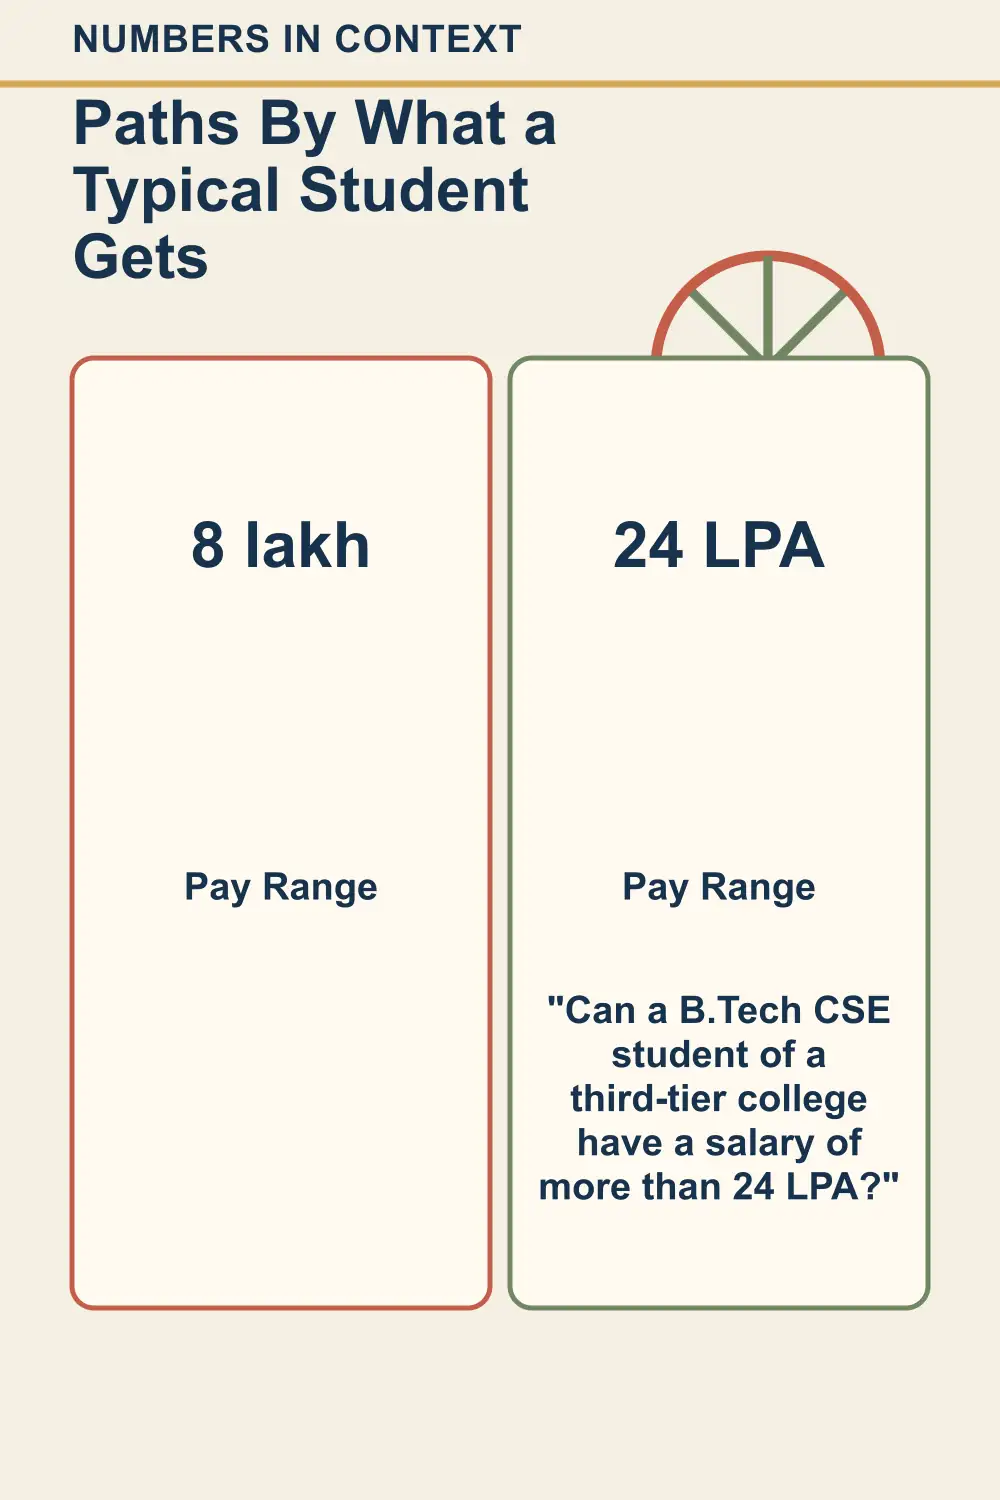 NUMBERS IN CONTEXT
Paths By What a
Typical Student
Gets
8 lakh
Pay Range
24 LPA
Pay Range
"Can a B.Tech CSE
student of a
third-tier college
have a salary of
more than 24 LPA?"